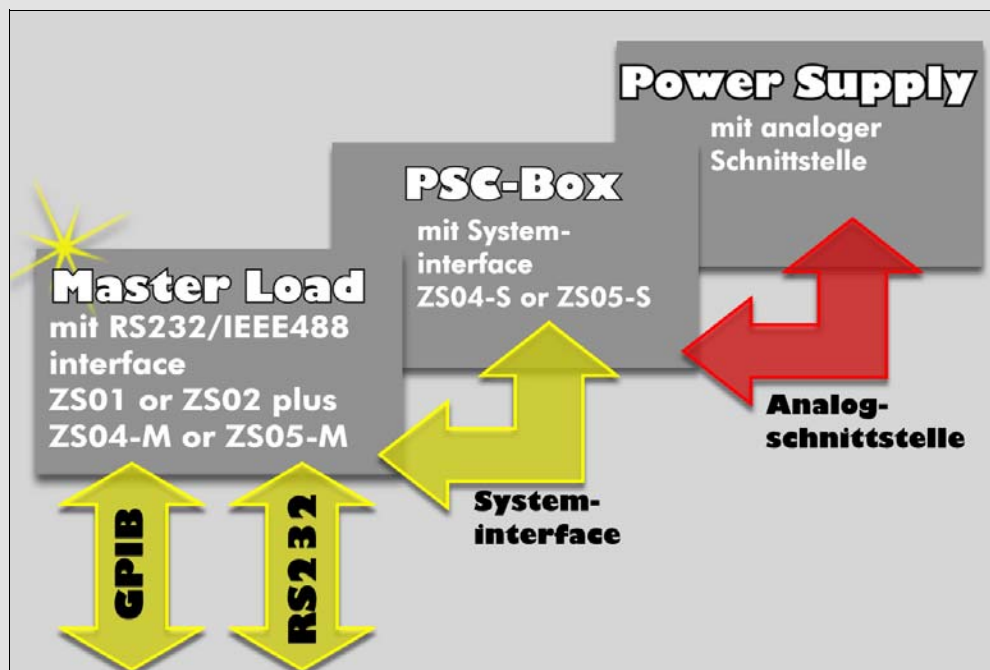 Power Supply
mit analoger
Schnittstelle
PSC-Box
mit System-
interface
ZS04-S or ZS05-S
Master Load
mit RS232/IEEE488
interface
ZS01 or ZS02 plus
ZS04-M or ZS05-M
Analog-
schnittstelle
System-
interface
GPIB
RS232